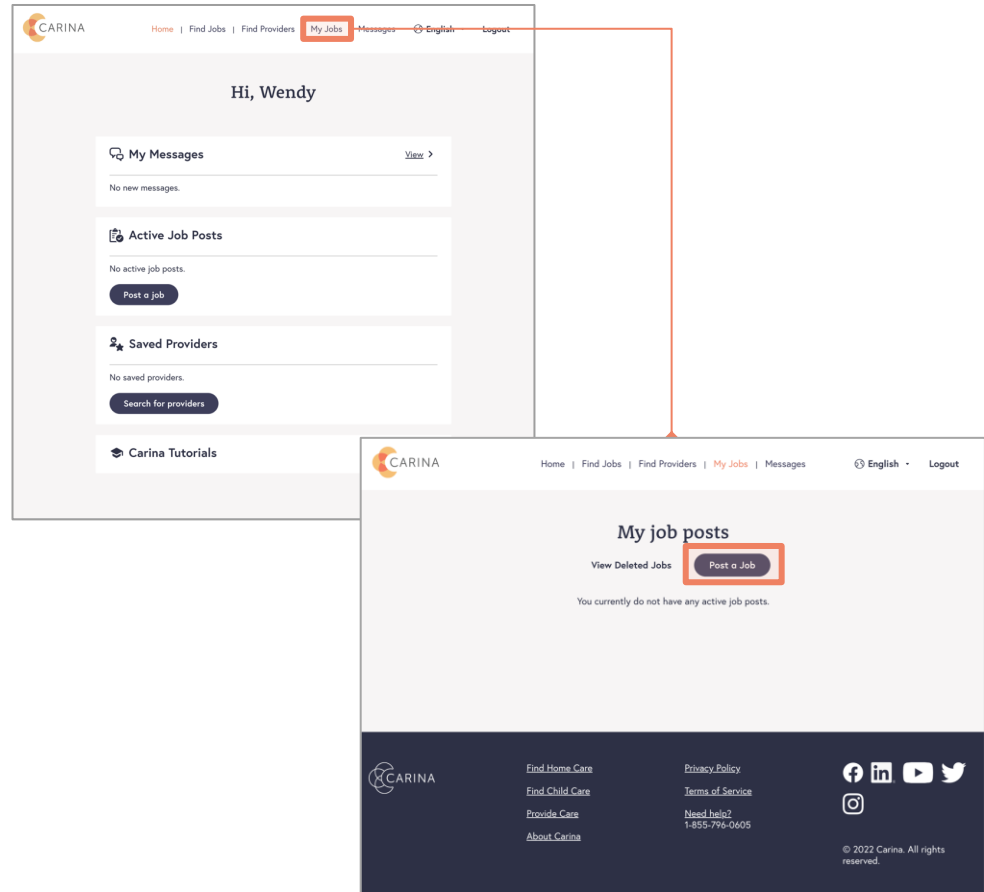 CARINA
Home | Find Jobs | Find Providers My Jobs Messages English Logout
Hi, Wendy
My Messages View >
No new messages.
Active Job Posts
No active job posts.
Post a job
Saved Providers
No saved providers.
Search for providers
Carina Tutorials
CARINA
Home | Find Jobs | Find Providers | My Jobs | Messages English Logout
My job posts
View Deleted Jobs Post a Job
You currently do not have any active job posts.
CARINA
Find Home Care
Find Child Care
Provide Care
About Carina
Privacy Policy
Terms of Service
Need help?
1-855-796-0605
© 2022 Carina. All rights
reserved.